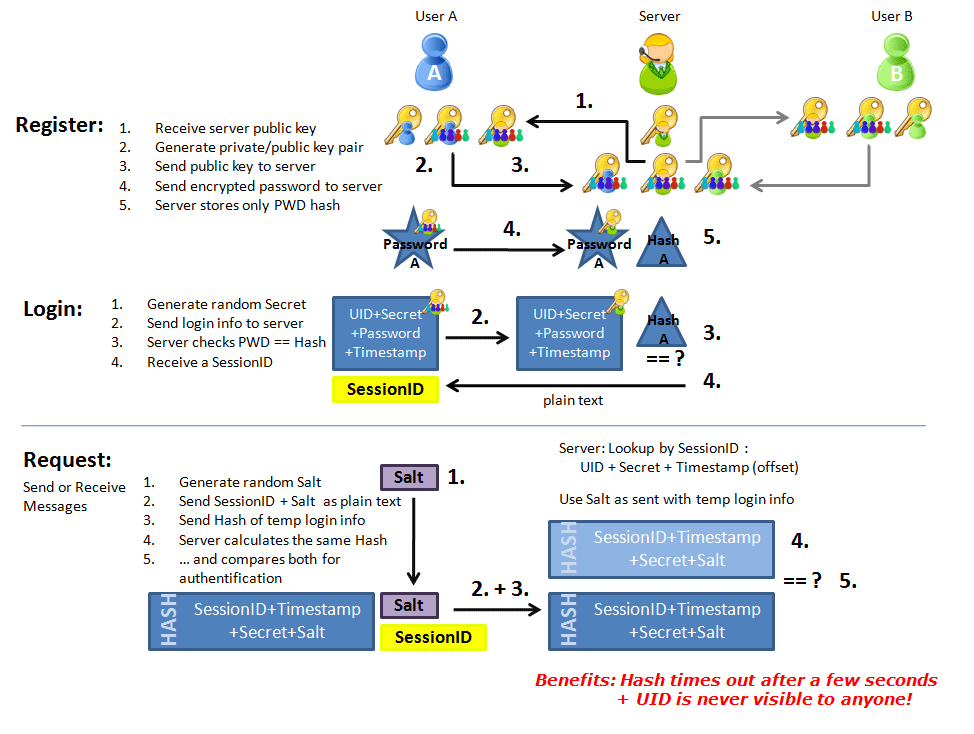 User A
Server
User B
A
B
Register:
1. Receive server public key
2. Generate private/public key pair
3. Send public key to server
4. Send encrypted password to server
5. Server stores only PWD hash
1.
2.
3.
Password
A
4.
Password
A
Hash
A
5.
Login:
1. Generate random Secret
2. Send login info to server
3. Server checks PWD == Hash
4. Receive a SessionID
UID+Secret
+Password
+Timestamp
2.
UID+Secret
+Password
+Timestamp
Hash
A
== ?
3.
SessionID
plain text
4.
Request:
Send or Receive
Messages
1. Generate random Salt
2. Send SessionID + Salt as plain text
3. Send Hash of temp login info
4. Server calculates the same Hash
5. … and compares both for
authentification
Salt
1.
Server: Lookup by SessionID :
UID + Secret + Timestamp (offset)
Use Salt as sent with temp login info
HASH
SessionID+Timestamp
+Secret+Salt
4.
== ? 5.
HASH
SessionID+Timestamp
+Secret+Salt
Salt
SessionID
2. + 3.
HASH
SessionID+Timestamp
+Secret+Salt
Benefits: Hash times out after a few seconds
+ UID is never visible to anyone!